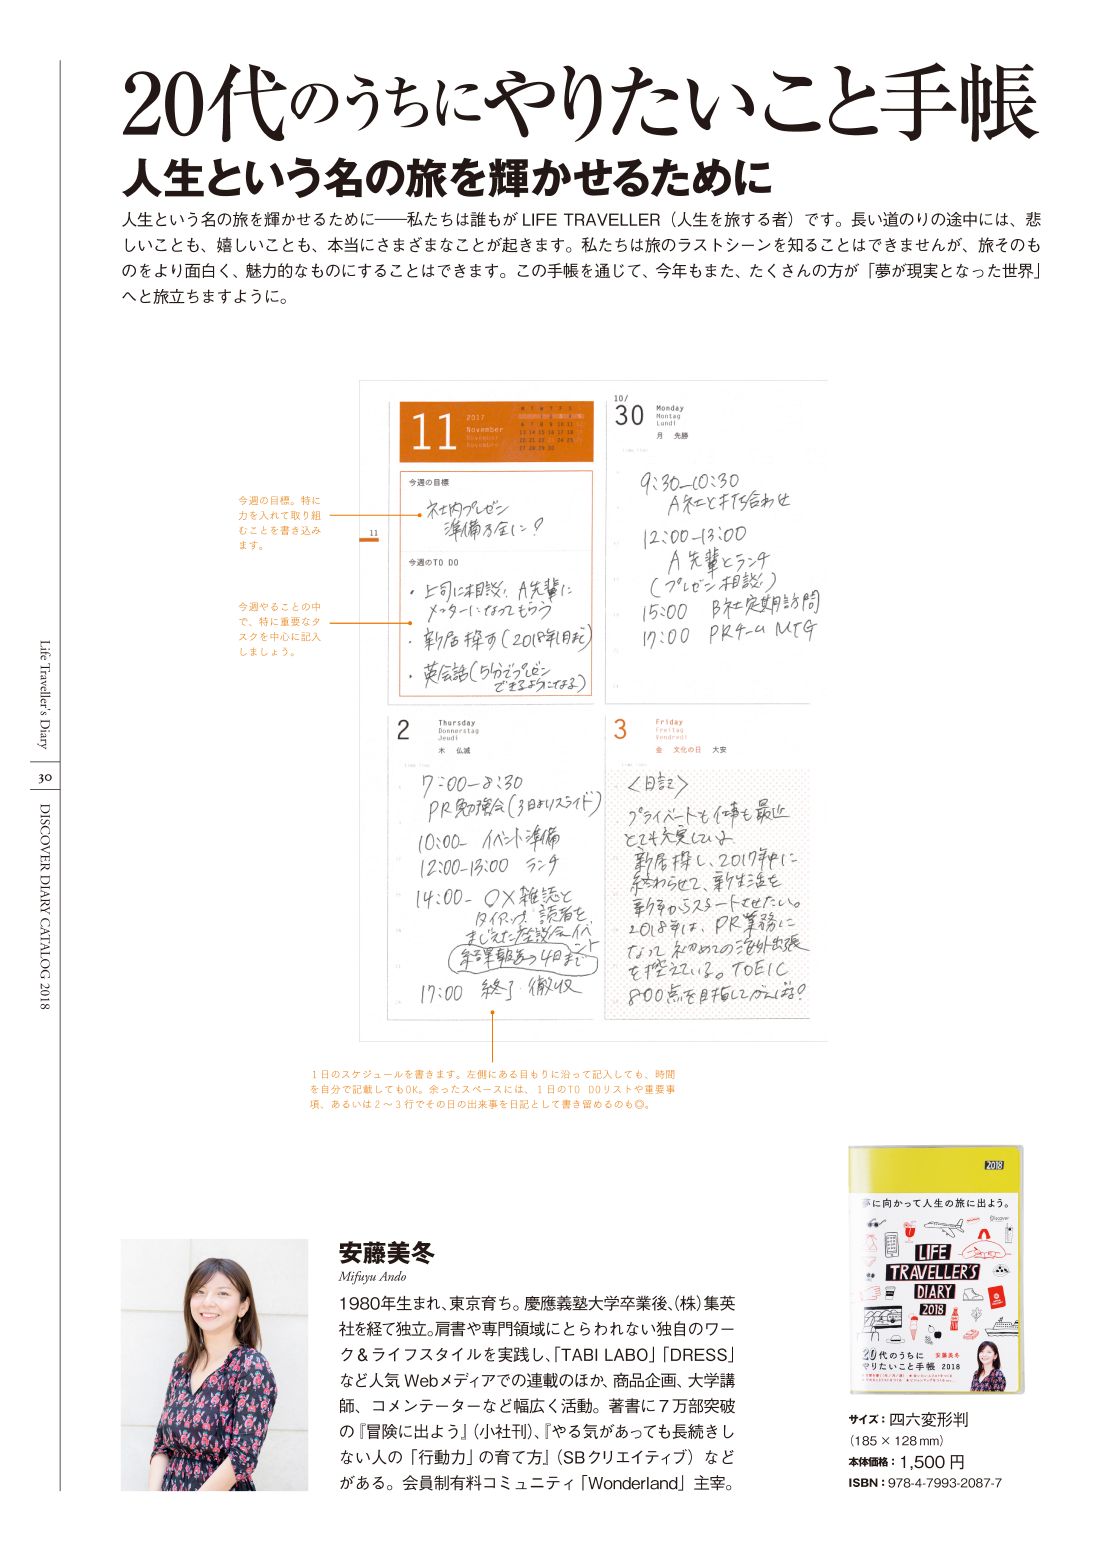 20代のうちにやりたいこと手帳
人生という名の旅を輝かせるために
人生という名の旅を輝かせるために――私たちは誰もが LIFE TRAVELLER（人生を旅する者）です。長い道のりの途中には、悲
しいことも、嬉しいことも、本当にさまざまなことが起きます。私たちは旅のラストシーンを知ることはできませんが、旅そのも
のをより面白く、魅力的なものにすることはできます。この手帳を通じて、今年もまた、たくさんの方が「夢が現実となった世界」
へと旅立ちますように。
11
2017
November
今週の目標
社内プレゼン
準備万全に！
今週のTO DO
・上司に相談、A先輩に
メンターになってもらう
・新居探す(2018年1月まで)
・英会話(5分でプレゼン
できるようになる)
11
今週の目標。特に
力を入れて取り組
むことを書き込み
ます。
今週やることの中
で、特に重要なタ
スクを中心に記入
しましょう。
10/
30
Monday
Montag
Lundi
月 先勝
9:30-10:30
A社と打ち合わせ
12:00-13:00
A先輩とランチ
(プレゼン相談)
15:00 B社定期訪問
17:00 PRチームMTG
2
Thursday
Donnerstag
Jeudi
木 仏滅
7:00-8:30
PR勉強会(3日よりスライド)
10:00- イベント準備
12:00-13:00 ランチ
14:00- ○×雑誌と
タイアップ 読者を
まじえた座談会イベント
結果報告→4日まで
17:00 終了・撤収
3
Friday
Freitag
Vendredi
金 文化の日 大安
＜日記＞
プライベートも仕事も最近
とても充実している
新居探し、2017年中に
終わらせて、新生活を
新年からスタートさせたい。
2018年は、PR業務に
なって初めての海外出張
を控えている。TOEIC
800点を目指してがんばる！
１日のスケジュールを書きます。左側にある目もりに沿って記入しても、時間
を自分で記載してもOK。余ったスペースには、１日のTO DOリストや重要事
項、あるいは２～３行でその日の出来事を日記として書き留めるのも◎。
Life Traveller's Diary
30
DISCOVER DIARY CATALOG 2018
安藤美冬
Mifuyu Ando
1980年生まれ、東京育ち。慶應義塾大学卒業後、（株）集英
社を経て独立。肩書や専門領域にとらわれない独自のワー
ク＆ライフスタイルを実践し、「TABI LABO」「DRESS」
など人気Webメディアでの連載のほか、商品企画、大学講
師、コメンテーターなど幅広く活動。著書に７万部突破
の『冒険に出よう』（小社刊）、『やる気があっても長続きし
ない人の「行動力」の育て方』（SBクリエイティブ）など
がある。会員制有料コミュニティ「Wonderland」主宰。
2018
夢に向かって人生の旅に出よう。
Discover
LIFE
TRAVELLER'S
DIARY
2018
20代のうちに
やりたいこと手帳 2018
安藤美冬
サイズ：四六変形判
（185 × 128 mm）
本体価格：1,500 円
ISBN：978-4-7993-2087-7